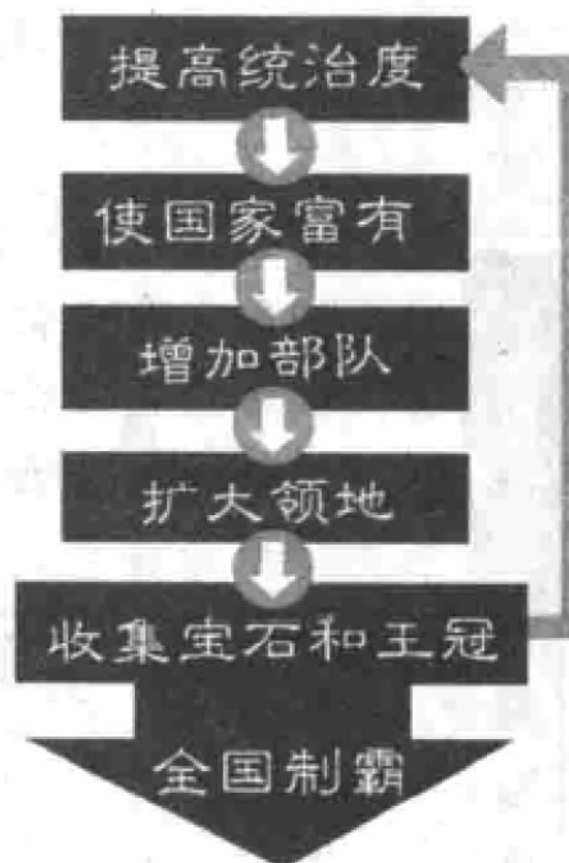 提高统治度
使国家富有
增加部队
扩大领地
收集宝石和王冠
全国制霸